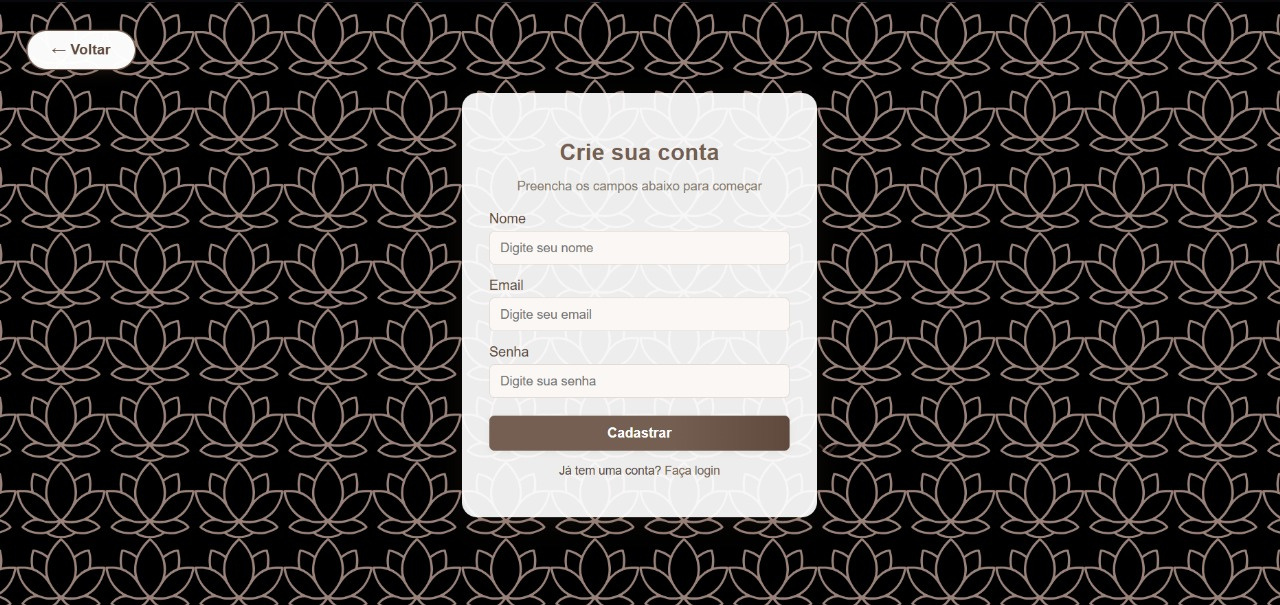 ← Voltar
Crie sua conta
Preencha os campos abaixo para começar
Nome
Digite seu nome
Email
Digite seu email
Senha
Digite sua senha
Cadastrar
Já tem uma conta? Faça login